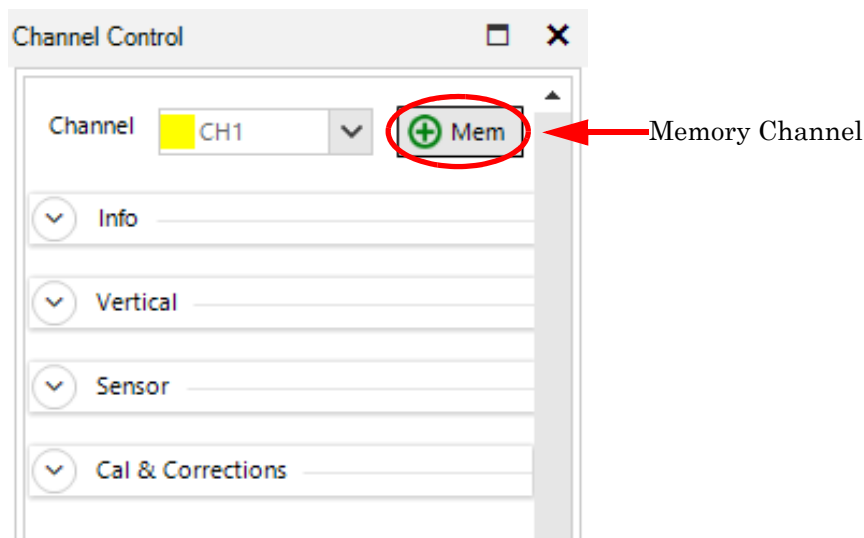 Channel Control
Channel CH1 Mem
Memory Channel
Info
Vertical
Sensor
Cal & Corrections